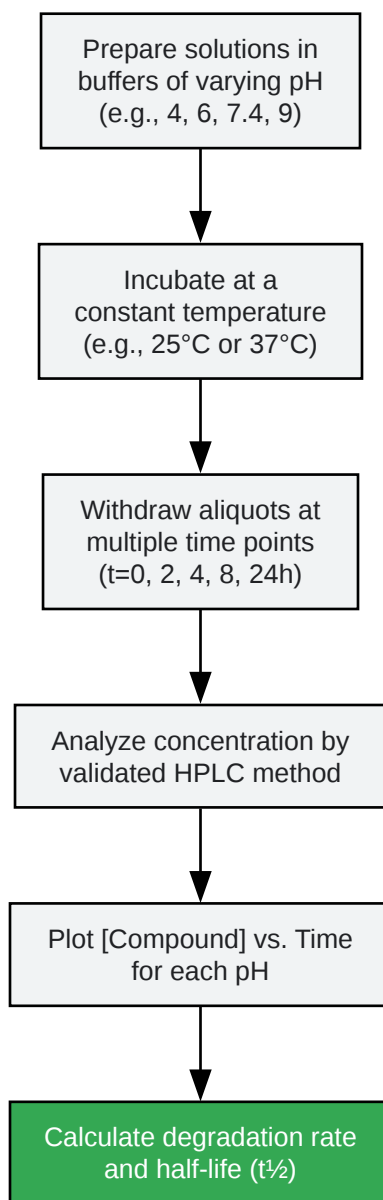 Prepare solutions in
buffers of varying pH
(e.g., 4, 6, 7.4, 9)
Incubate at a
constant temperature
(e.g., 25°C or 37°C)
Withdraw aliquots at
multiple time points
(t=0, 2, 4, 8, 24h)
Analyze concentration by
validated HPLC method
Plot [Compound] vs. Time
for each pH
Calculate degradation rate
and half-life (t½)